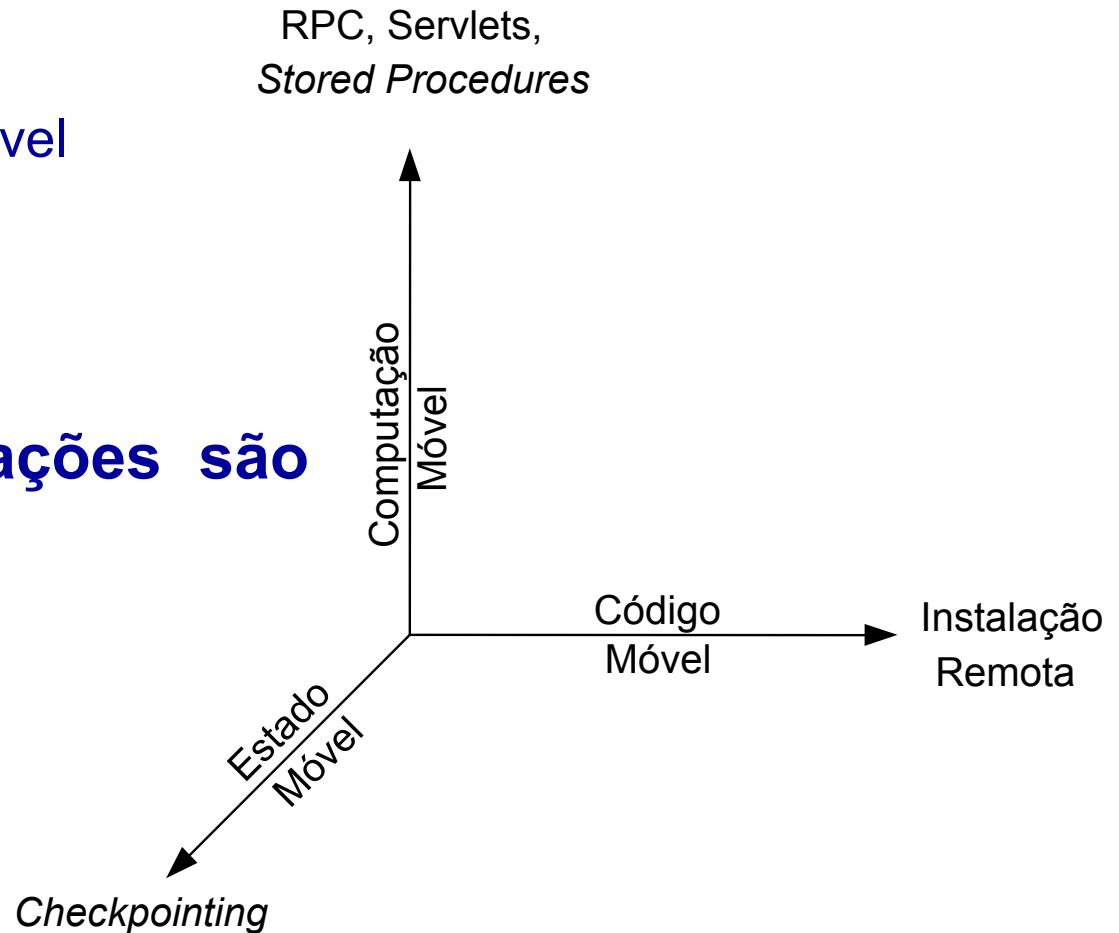 RPC, Servlets,
Stored Procedures
vel
ações são
Computação
Móvel
Código
Móvel
Instalação
Remota
Estado
Móvel
Checkpointing